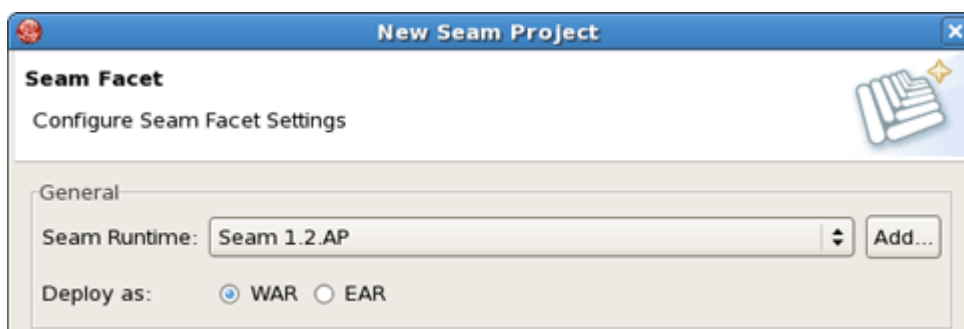 New Seam Project
Seam Facet
Configure Seam Facet Settings
General
Seam Runtime: Seam 1.2.AP Add...
Deploy as: WAR EAR